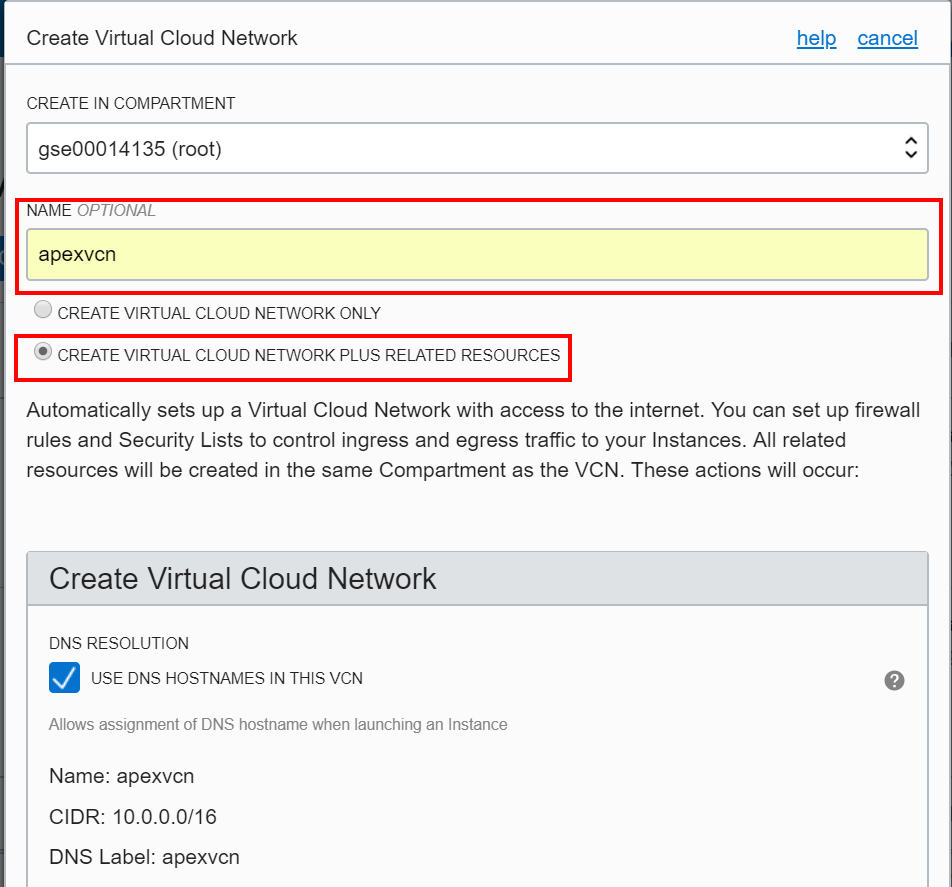 Create Virtual Cloud Network
help cancel
CREATE IN COMPARTMENT
gse00014135 (root)
NAME OPTIONAL
apexvcn
CREATE VIRTUAL CLOUD NETWORK ONLY
CREATE VIRTUAL CLOUD NETWORK PLUS RELATED RESOURCES
Automatically sets up a Virtual Cloud Network with access to the internet. You can set up firewall
rules and Security Lists to control ingress and egress traffic to your Instances. All related
resources will be created in the same Compartment as the VCN. These actions will occur:
Create Virtual Cloud Network
DNS RESOLUTION
USE DNS HOSTNAMES IN THIS VCN
?
Allows assignment of DNS hostname when launching an Instance
Name: apexvcn
CIDR: 10.0.0.0/16
DNS Label: apexvcn